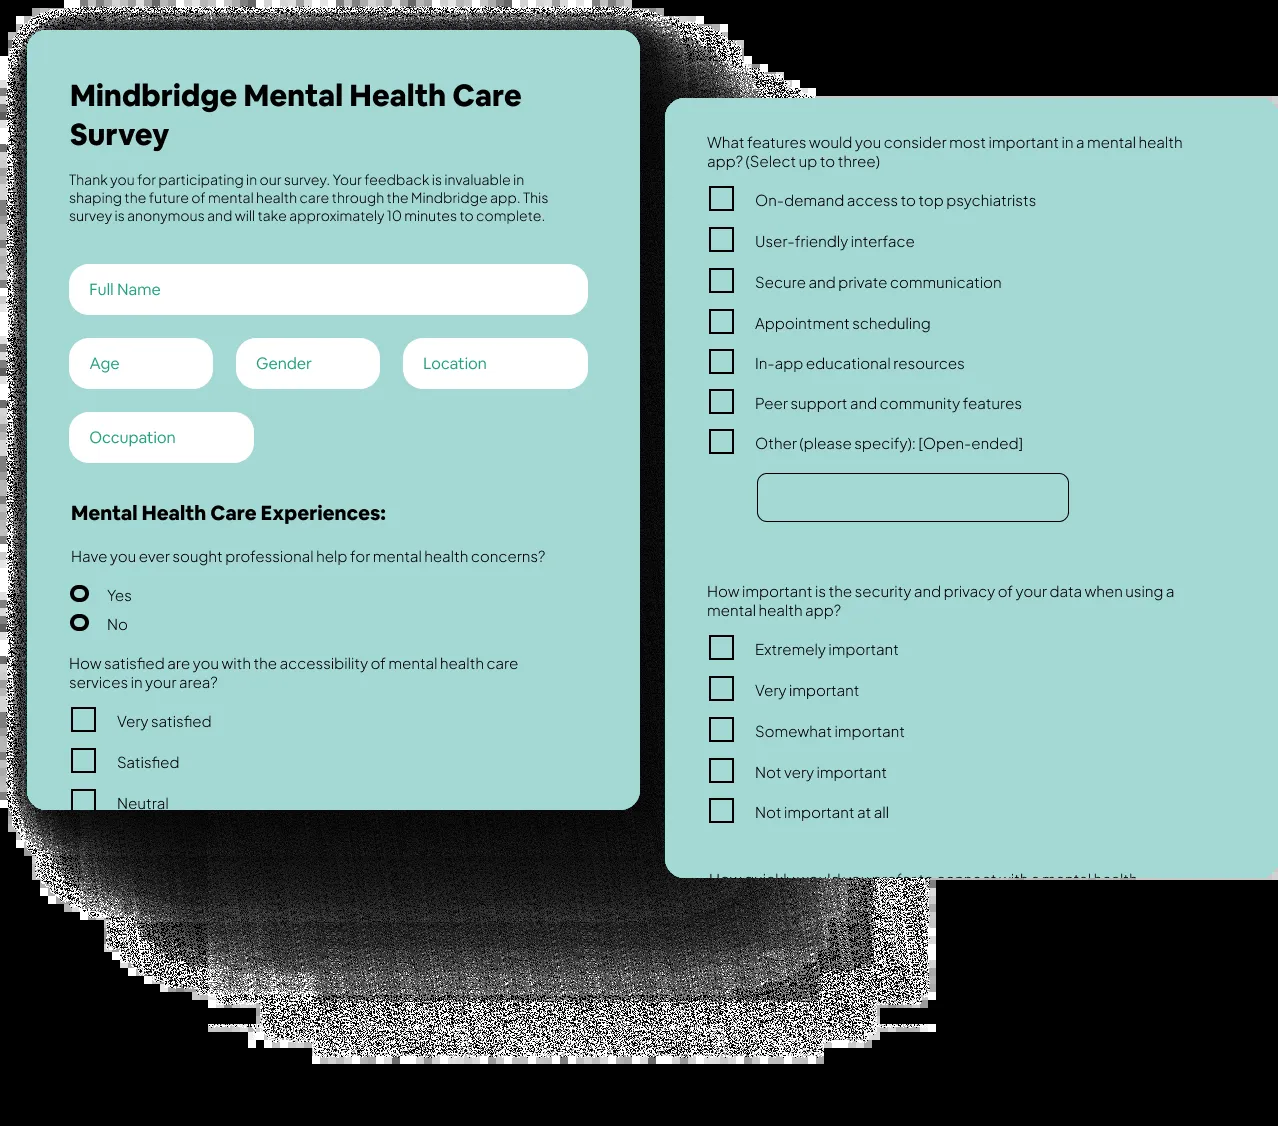 Mindbridge Mental Health Care
Survey
Thank you for participating in our survey. Your feedback is invaluable in
shaping the future of mental health care through the Mindbridge app. This
survey is anonymous and will take approximately 10 minutes to complete.
Full Name
Age
Gender
Location
Occupation
Mental Health Care Experiences:
Have you ever sought professional help for mental health concerns?
Yes
No
How satisfied are you with the accessibility of mental health care
services in your area?
Very satisfied
Satisfied
Neutral
What features would you consider most important in a mental health
app? (Select up to three)
On-demand access to top psychiatrists
User-friendly interface
Secure and private communication
Appointment scheduling
In-app educational resources
Peer support and community features
Other (please specify): [Open-ended]
How important is the security and privacy of your data when using a
mental health app?
Extremely important
Very important
Somewhat important
Not very important
Not important at all
How quickly would you connect with a mental health